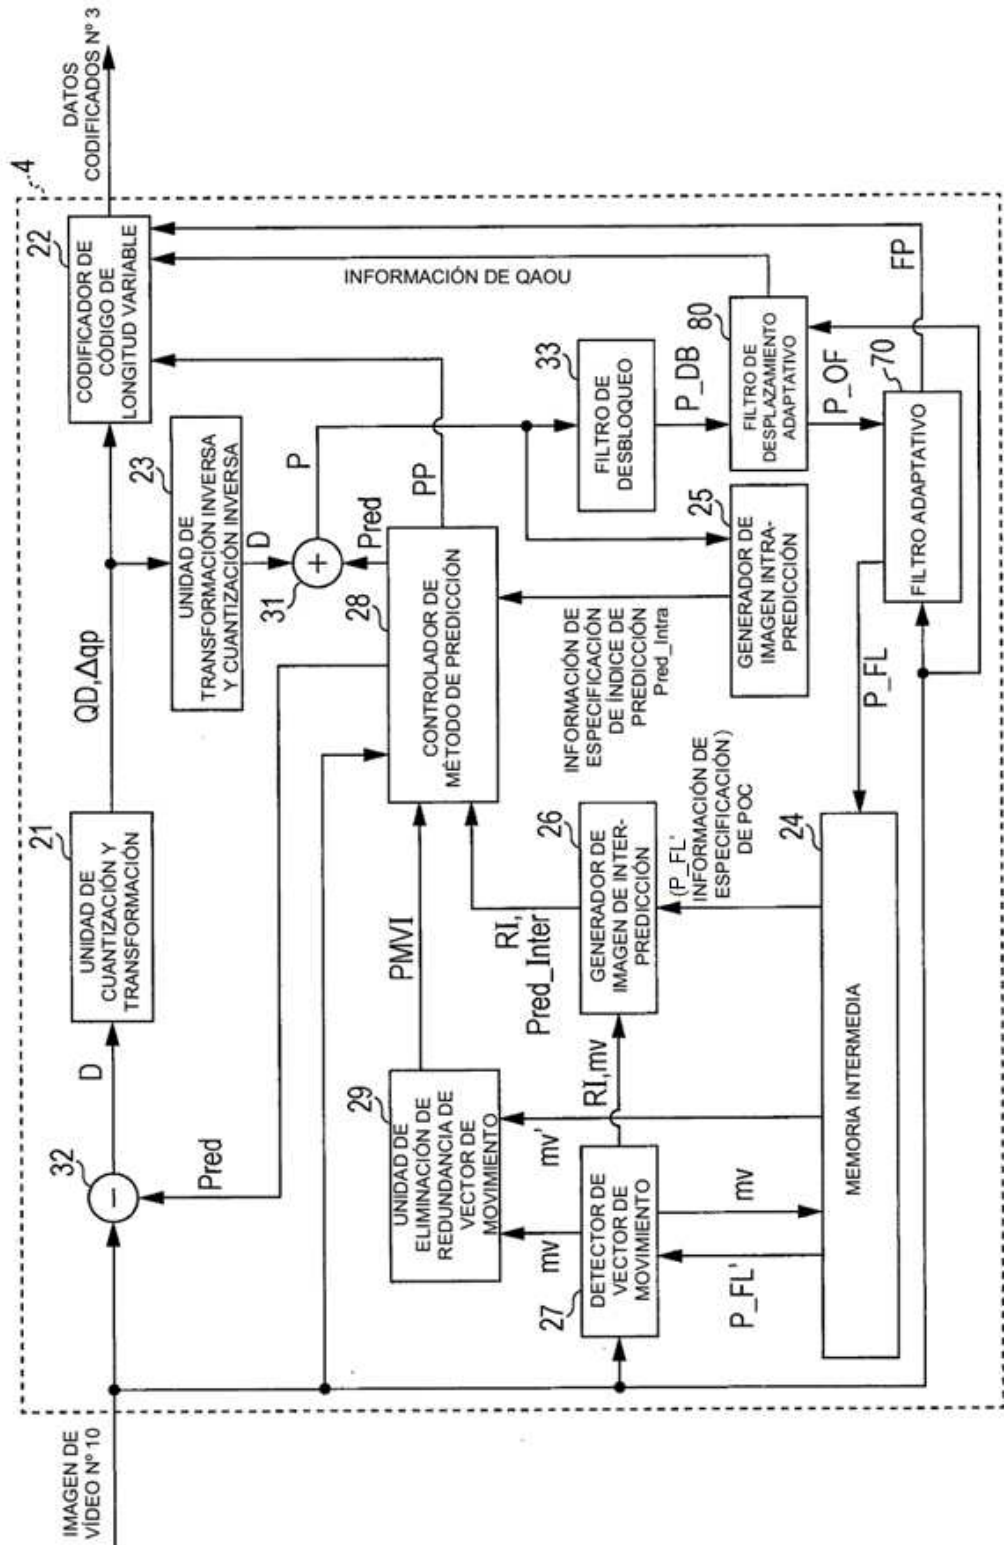 IMAGEN DE
VÍDEO Nº 10
32
D
21
UNIDAD DE
CUANTIZACIÓN Y
TRANSFORMACIÓN
QD,Δqp
22
CODIFICADOR DE
CÓDIGO DE
LONGITUD VARIABLE
4
DATOS
CODIFICADOS Nº 3
Pred
23
UNIDAD DE
TRANSFORMACIÓN INVERSA
Y CUANTIZACIÓN INVERSA
D
31
P
Pred
PP
INFORMACIÓN DE QAOU
29
UNIDAD DE
ELIMINACIÓN DE
REDUNDANCIA DE
VECTOR DE
MOVIMIENTO
PMVI
28
CONTROLADOR DE
MÉTODO DE PREDICCIÓN
mv
mv'
RI,
Pred_Inter
INFORMACIÓN DE
ESPECIFICACIÓN
DE ÍNDICE DE
PREDICCIÓN
Pred_Intra
33
FILTRO DE
DESBLOQUEO
P_DB
27
DETECTOR DE
VECTOR DE
MOVIMIENTO
RI,mv
26
GENERADOR DE
IMAGEN DE INTER-
PREDICCIÓN
25
GENERADOR DE
IMAGEN INTRA-
PREDICCIÓN
80
FILTRO DE
DESPLAZAMIENTO
ADAPTATIVO
P_FL'
mv
(P_FL'
INFORMACIÓN DE
ESPECIFICACIÓN)
DE POC
P_OF
24
MEMORIA INTERMEDIA
P_FL
70
FILTRO ADAPTATIVO
FP